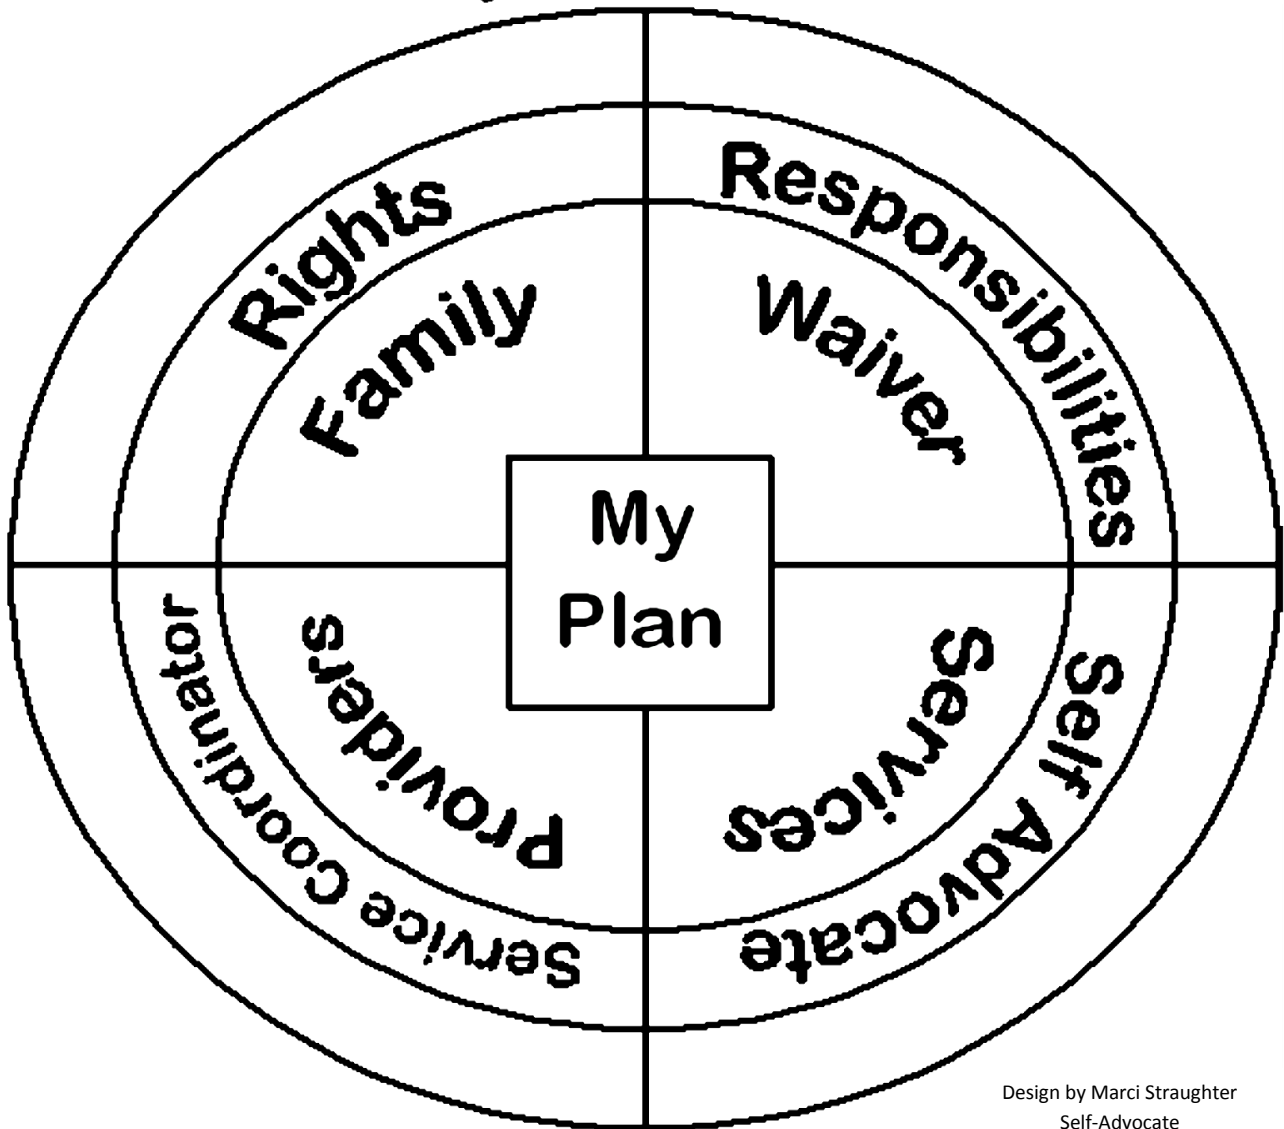 Rights
Responsibilities
Family
Waiver
My
Plan
Providers
Services
Service Coordinator
Self Advocate
Design by Marci Straughter
Self-Advocate